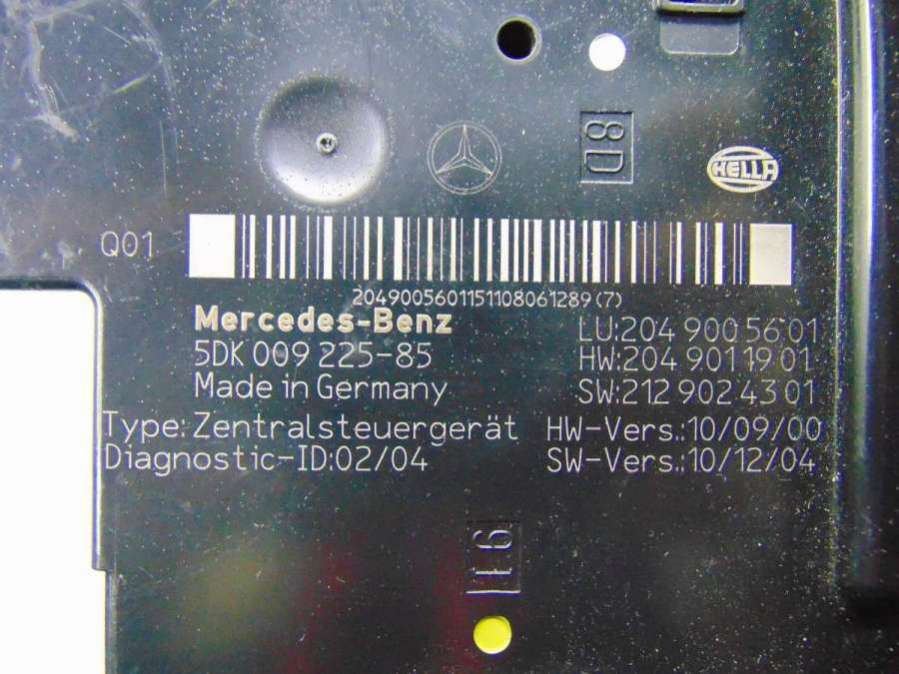 8D
HELLA
Q01
2049005601151108061289 (7)
Mercedes-Benz
LU:204 900 56 01
5DK 009 225-85
HW:204 901 19 01
Made in Germany
SW:212 902 43 01
Type: Zentralsteuergerät
HW-Vers.:10/09/00
Diagnostic-ID:02/04
SW-Vers.:10/12/04